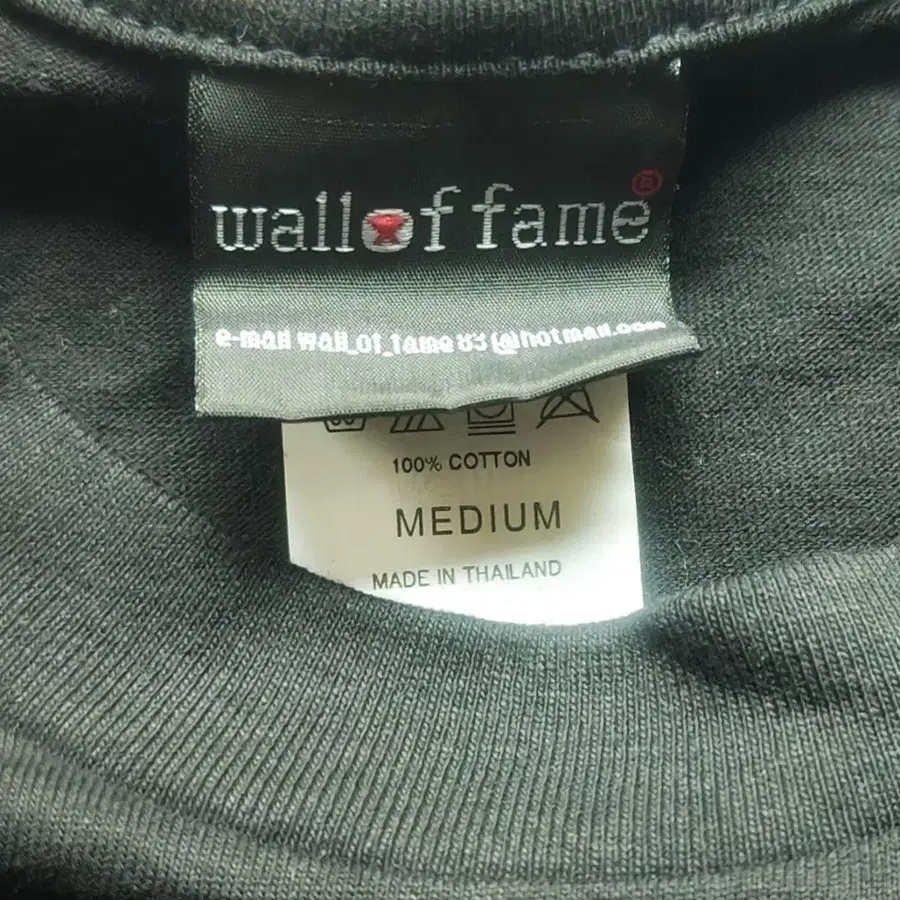 wall of fame ®
e-mail wall_of_fame 83 @hotmail.com
100% COTTON
MEDIUM
MADE IN THAILAND